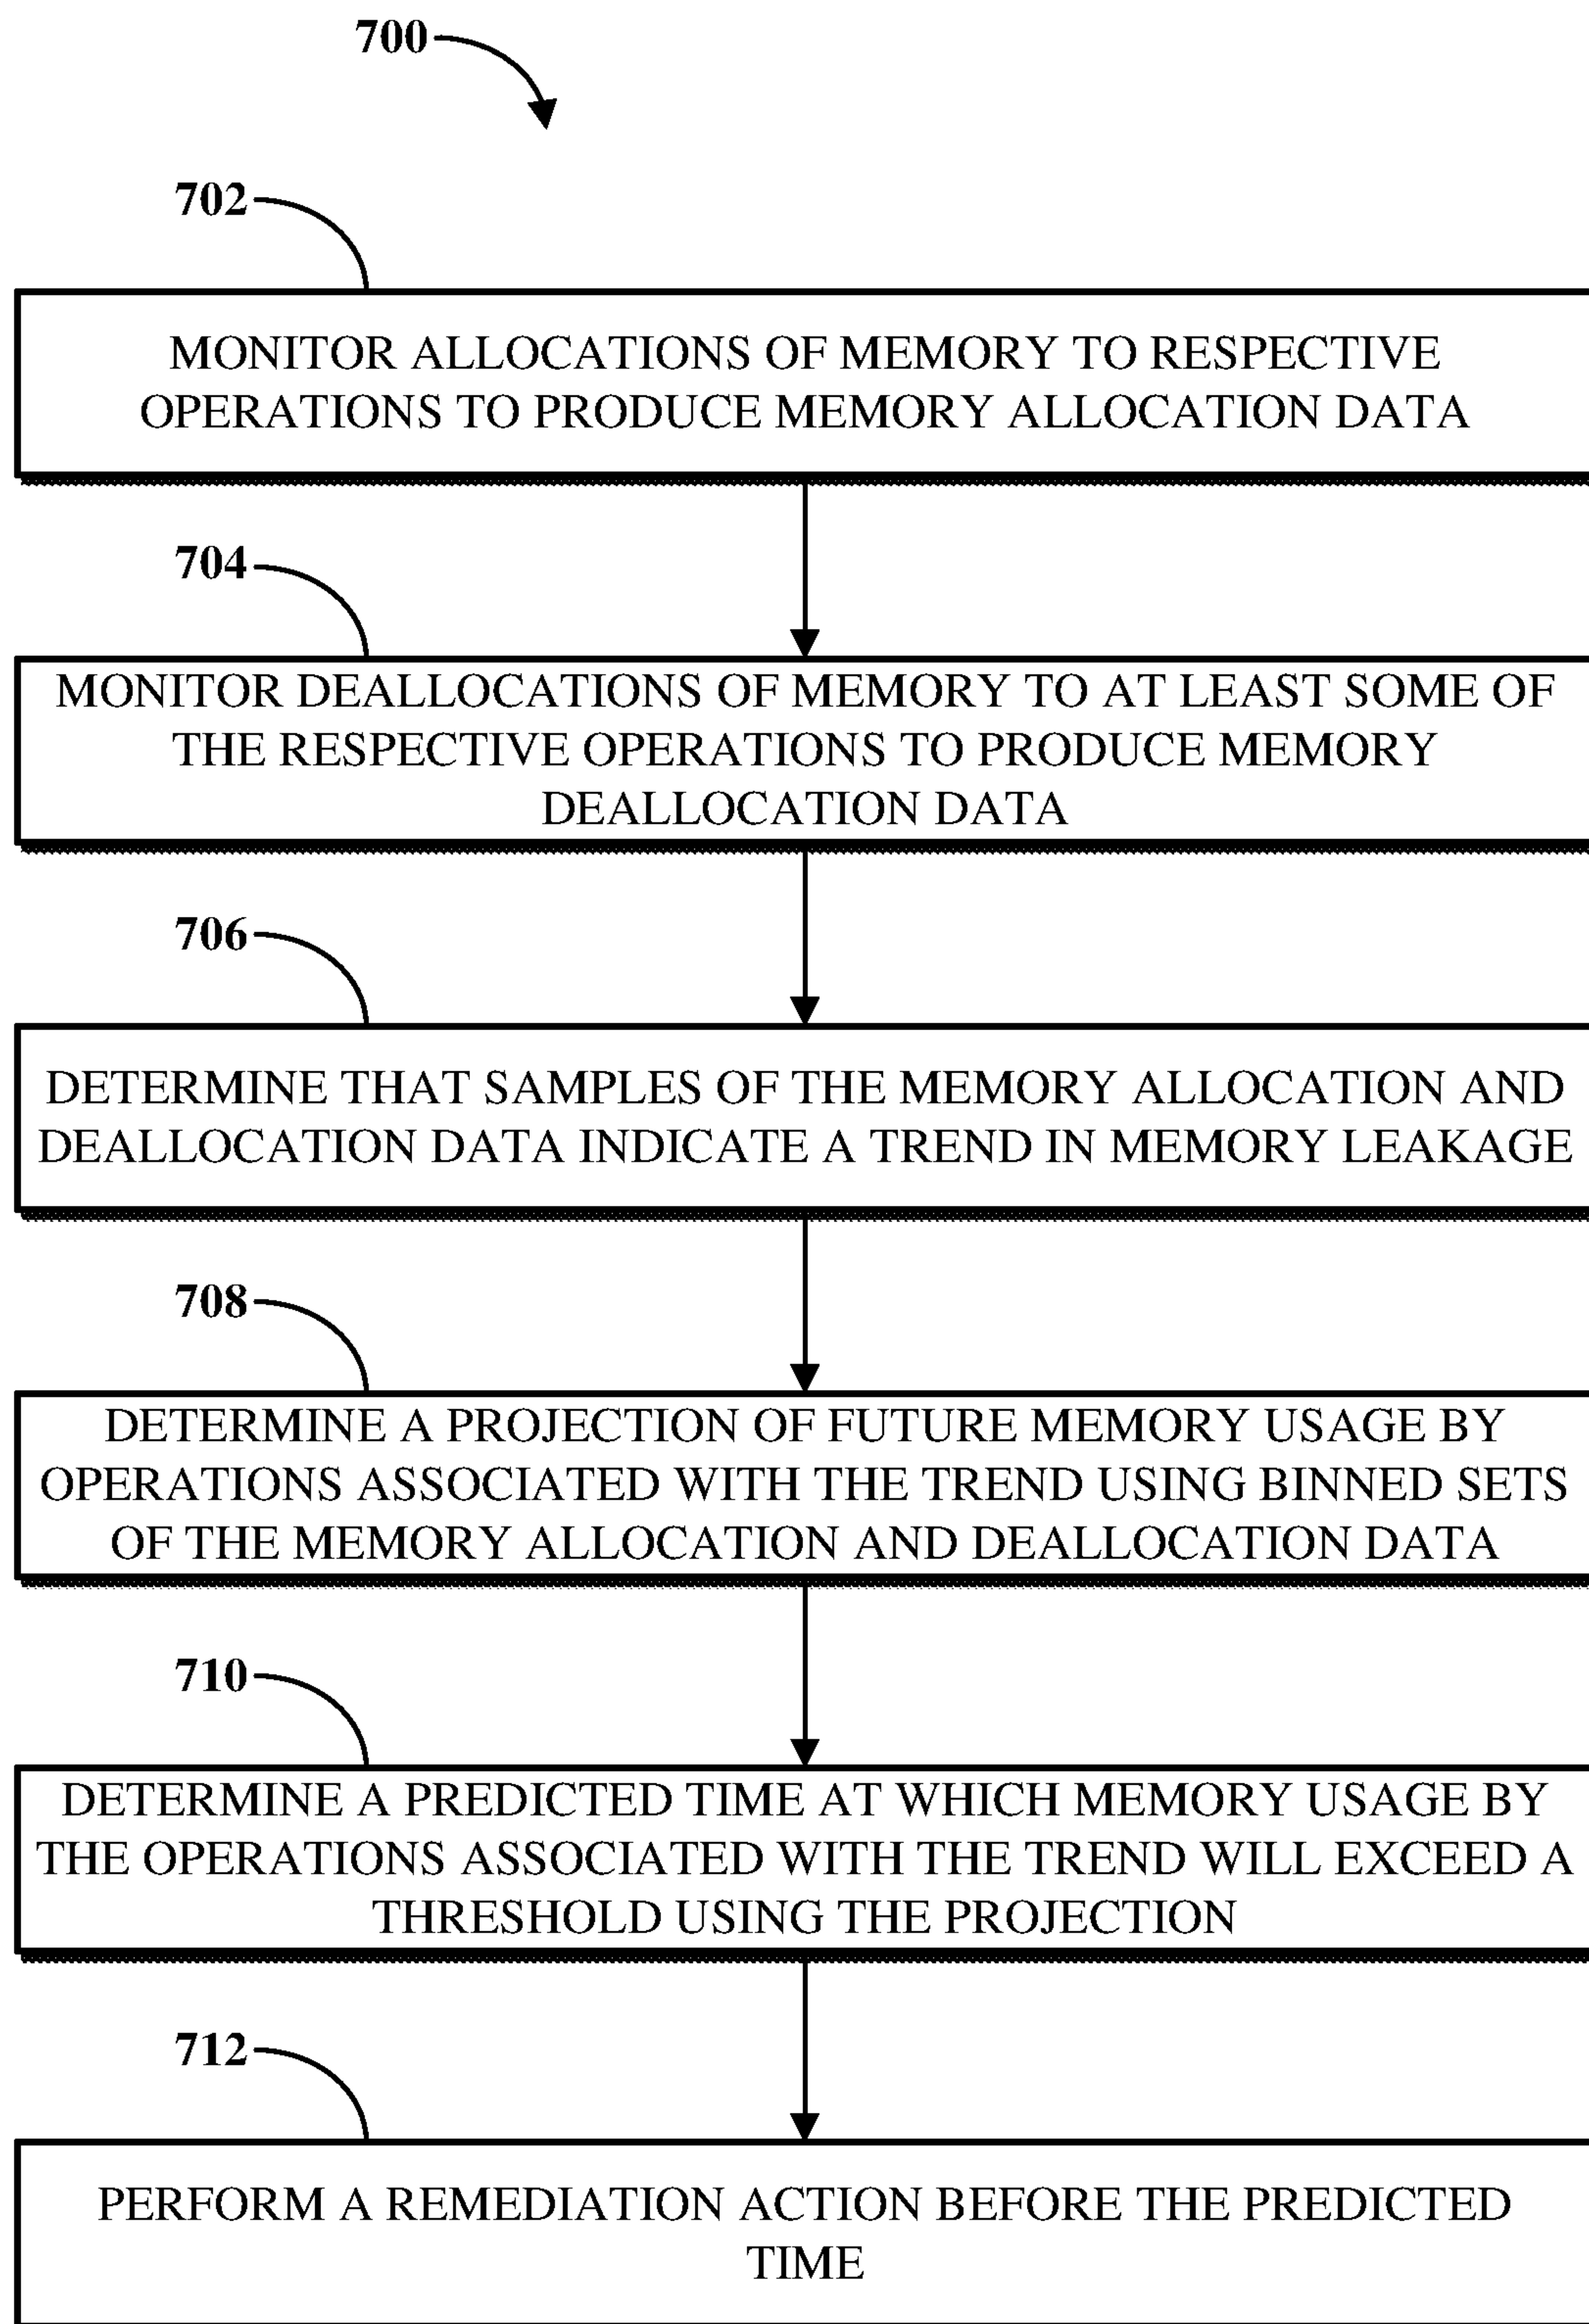 700
702
MONITOR ALLOCATIONS OF MEMORY TO RESPECTIVE
OPERATIONS TO PRODUCE MEMORY ALLOCATION DATA
704
MONITOR DEALLOCATIONS OF MEMORY TO AT LEAST SOME OF
THE RESPECTIVE OPERATIONS TO PRODUCE MEMORY
DEALLOCATION DATA
706
DETERMINE THAT SAMPLES OF THE MEMORY ALLOCATION AND
DEALLOCATION DATA INDICATE A TREND IN MEMORY LEAKAGE
708
DETERMINE A PROJECTION OF FUTURE MEMORY USAGE BY
OPERATIONS ASSOCIATED WITH THE TREND USING BINNED SETS
OF THE MEMORY ALLOCATION AND DEALLOCATION DATA
710
DETERMINE A PREDICTED TIME AT WHICH MEMORY USAGE BY
THE OPERATIONS ASSOCIATED WITH THE TREND WILL EXCEED A
THRESHOLD USING THE PROJECTION
712
PERFORM A REMEDIATION ACTION BEFORE THE PREDICTED
TIME